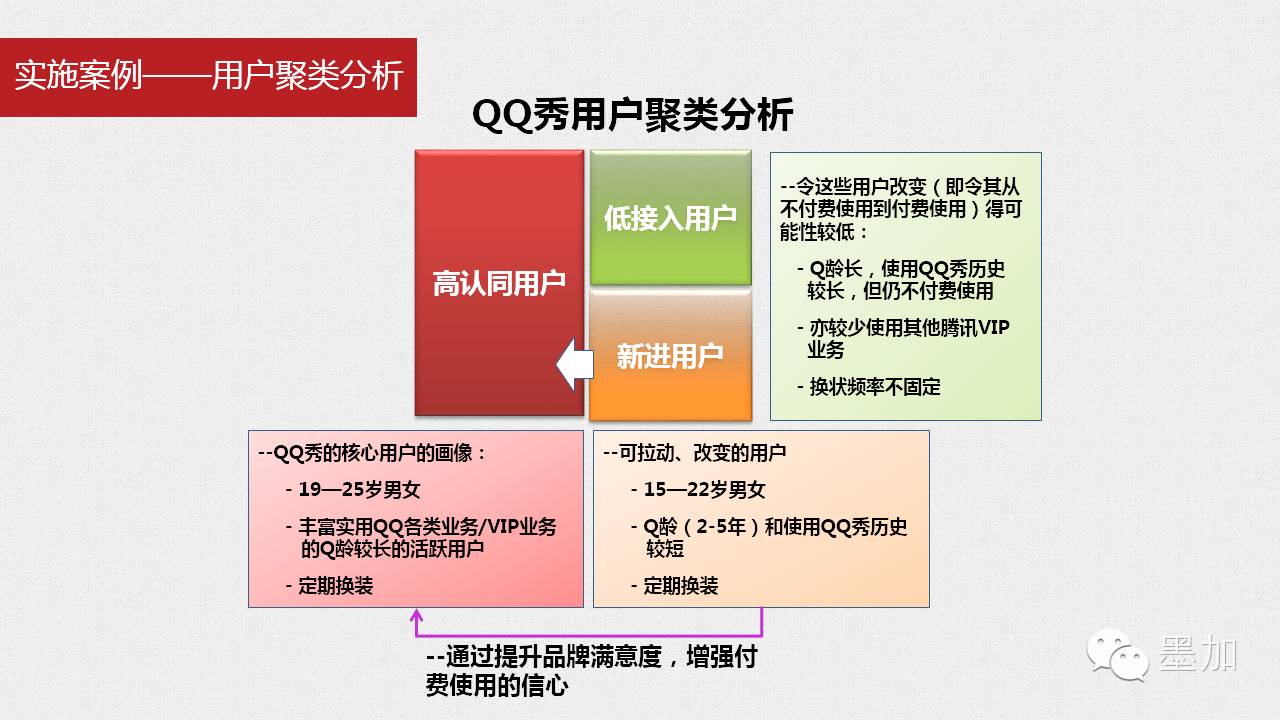 实施案例——用户聚类分析
QQ秀用户聚类分析
高认同用户
低接入用户
新进用户
--令这些用户改变（即令其从
不付费使用到付费使用）得可
能性较低：
- Q龄长，使用QQ秀历史
较长，但仍不付费使用
- 亦较少使用其他腾讯VIP
业务
- 换状频率不固定
--QQ秀的核心用户的画像：
- 19—25岁男女
- 丰富实用QQ各类业务/VIP业务
的Q龄较长的活跃用户
- 定期换装
--可拉动、改变的用户
- 15—22岁男女
- Q龄（2-5年）和使用QQ秀历史
较短
- 定期换装
--通过提升品牌满意度，增强付
费使用的信心
墨加